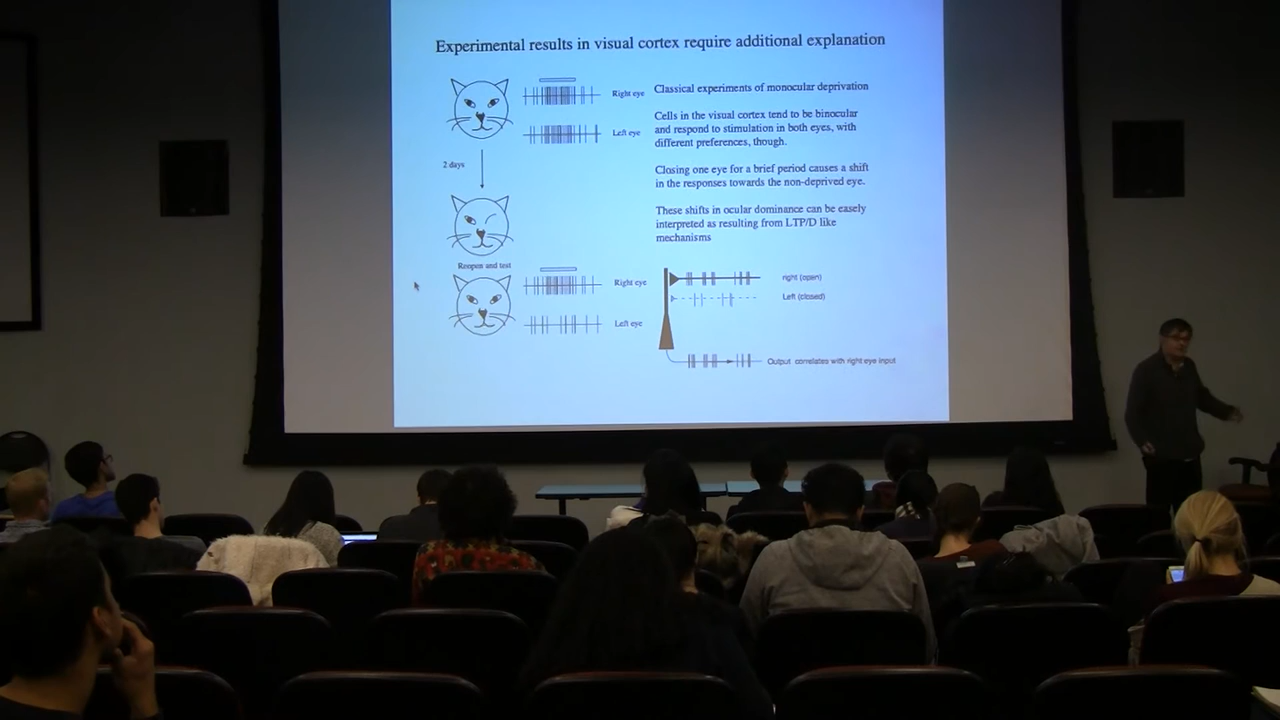 Experimental results in visual cortex require additional explanation
Right eye
Left eye
2 days
Reopen and test
Right eye
Left eye
Classical experiments of monocular deprivation
Cells in the visual cortex tend to be binocular
and respond to stimulation in both eyes, with
different preferences, though.
Closing one eye for a brief period causes a shift
in the responses towards the non-deprived eye.
These shifts in ocular dominance can be easely
interpreted as resulting from LTP/D like
mechanisms
right (open)
Left (closed)
Output correlates with right eye input